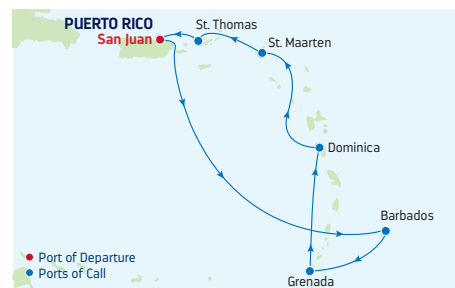 PUERTO RICO
San Juan
St. Thomas
St. Maarten
Dominica
Barbados
Grenada
Port of Departure
Ports of Call